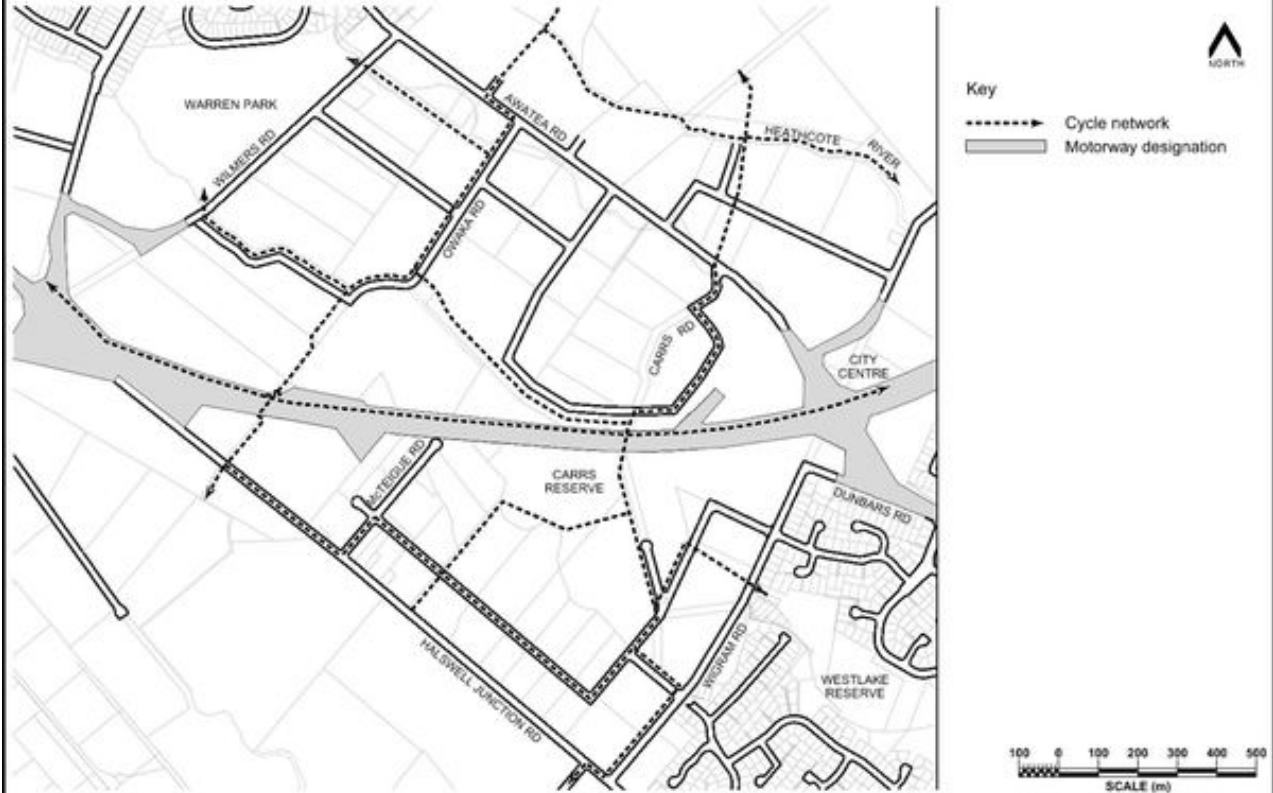 NORTH
Key
Cycle network
Motorway designation
WARREN PARK
AWATEA RD
HEATHCOTE RIVER
WILMERS RD
OWAKA RD
CARRS RD
CITY
CENTRE
McTEIGUE RD
CARRS
RESERVE
DUNBARS RD
HALSWELL JUNCTION RD
WIGRAM RD
WESTLAKE
RESERVE
100 0 100 200 300 400 500
SCALE (m)